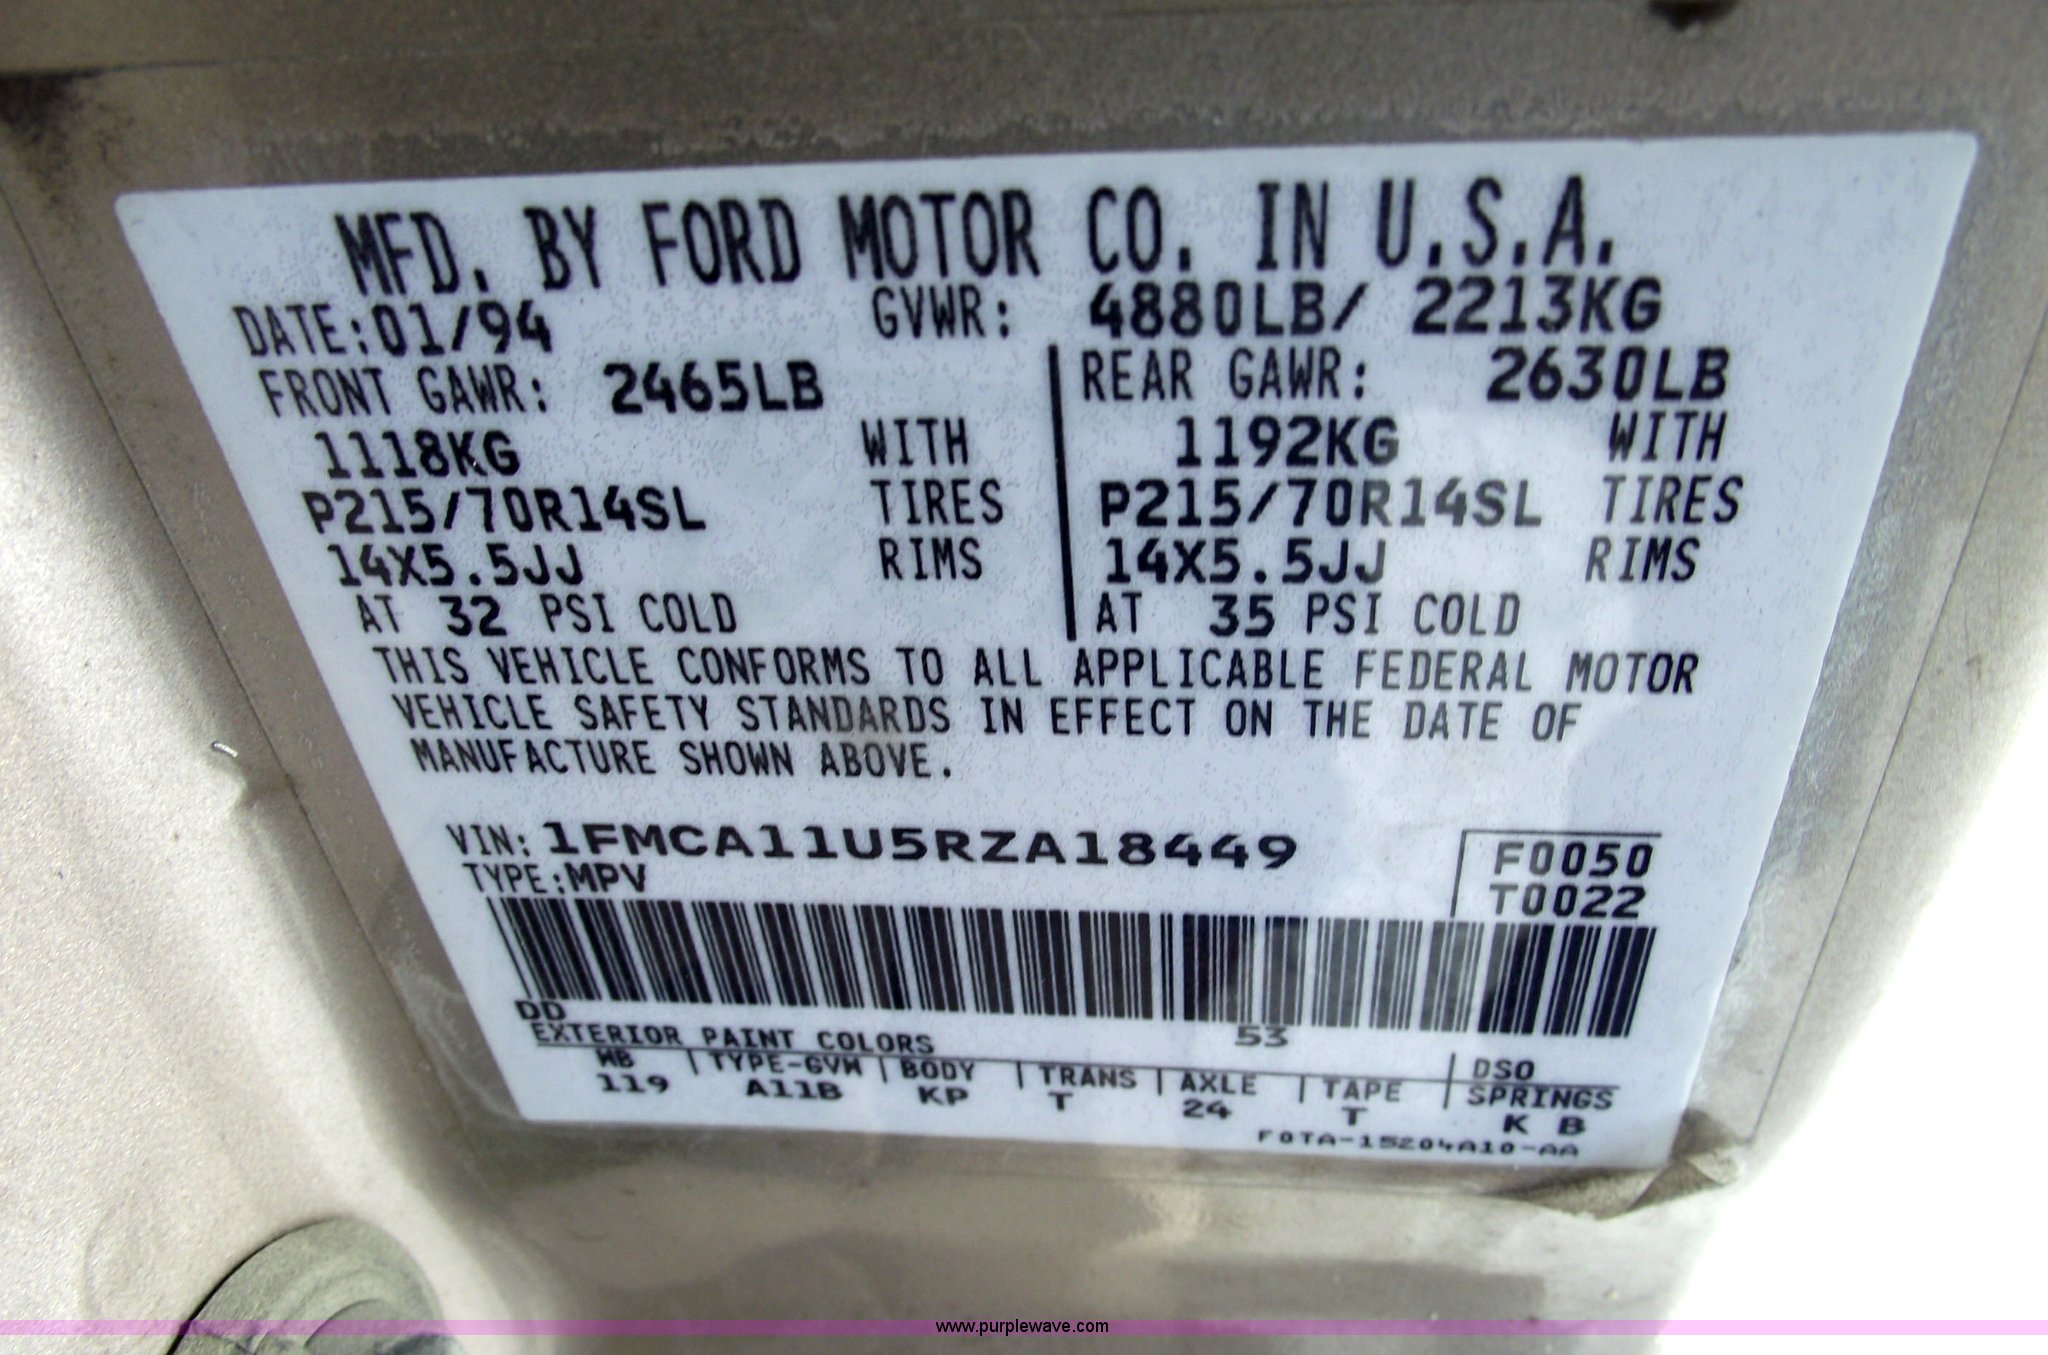 MFD. BY FORD MOTOR CO. IN U.S.A.
DATE:01/94 GVWR: 4880LB/ 2213KG
FRONT GAWR: 2465LB REAR GAWR: 2630LB
1118KG WITH 1192KG WITH
P215/70R14SL TIRES P215/70R14SL TIRES
14X5.5JJ RIMS 14X5.5JJ RIMS
AT 32 PSI COLD AT 35 PSI COLD
THIS VEHICLE CONFORMS TO ALL APPLICABLE FEDERAL MOTOR
VEHICLE SAFETY STANDARDS IN EFFECT ON THE DATE OF
MANUFACTURE SHOWN ABOVE.
VIN: 1FMCA11U5RZA18449 F0050
TYPE:MPV T0022
DD 53
EXTERIOR PAINT COLORS DSO
WB TYPE-GVW BODY TRANS AXLE TAPE SPRINGS
119 A11B KP T 24 T K B
F0TA-15204A10-AA
www.purplewave.com